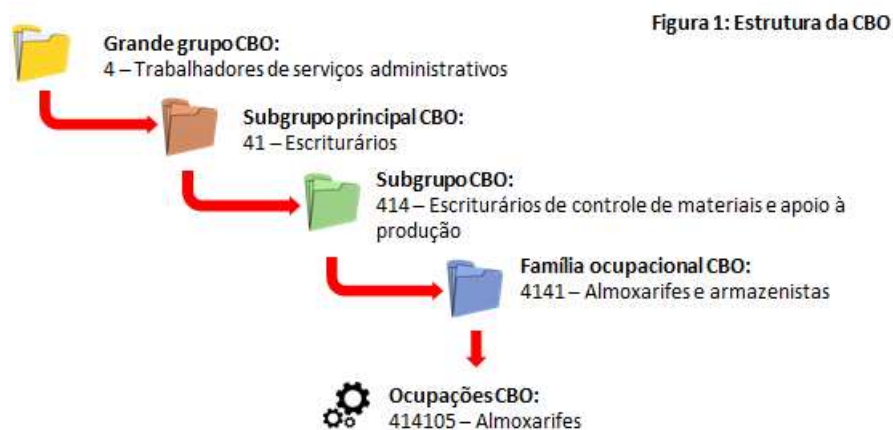 Figura 1: Estrutura da CBO
Grande grupo CBO:
4 – Trabalhadores de serviços administrativos
Subgrupo principal CBO:
41 – Escriturários
Subgrupo CBO:
414 – Escriturários de controle de materiais e apoio à
produção
Família ocupacional CBO:
4141 – Almoxarifes e armazenistas
Ocupações CBO:
414105 – Almoxarifes